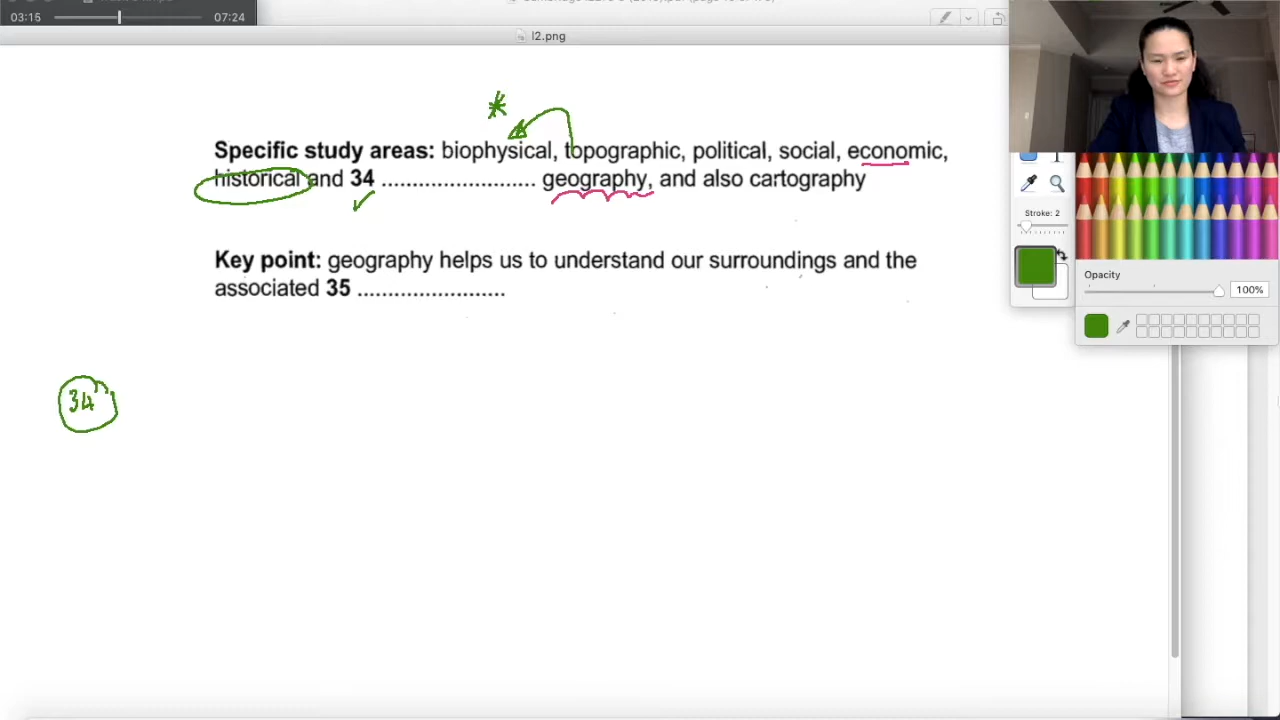 03:15
07:24
l2.png
*
Specific study areas: biophysical, topographic, political, social, economic,
historical and 34 ........................ geography, and also cartography
Key point: geography helps us to understand our surroundings and the
associated 35 .......................
34
Stroke: 2
Opacity
100%